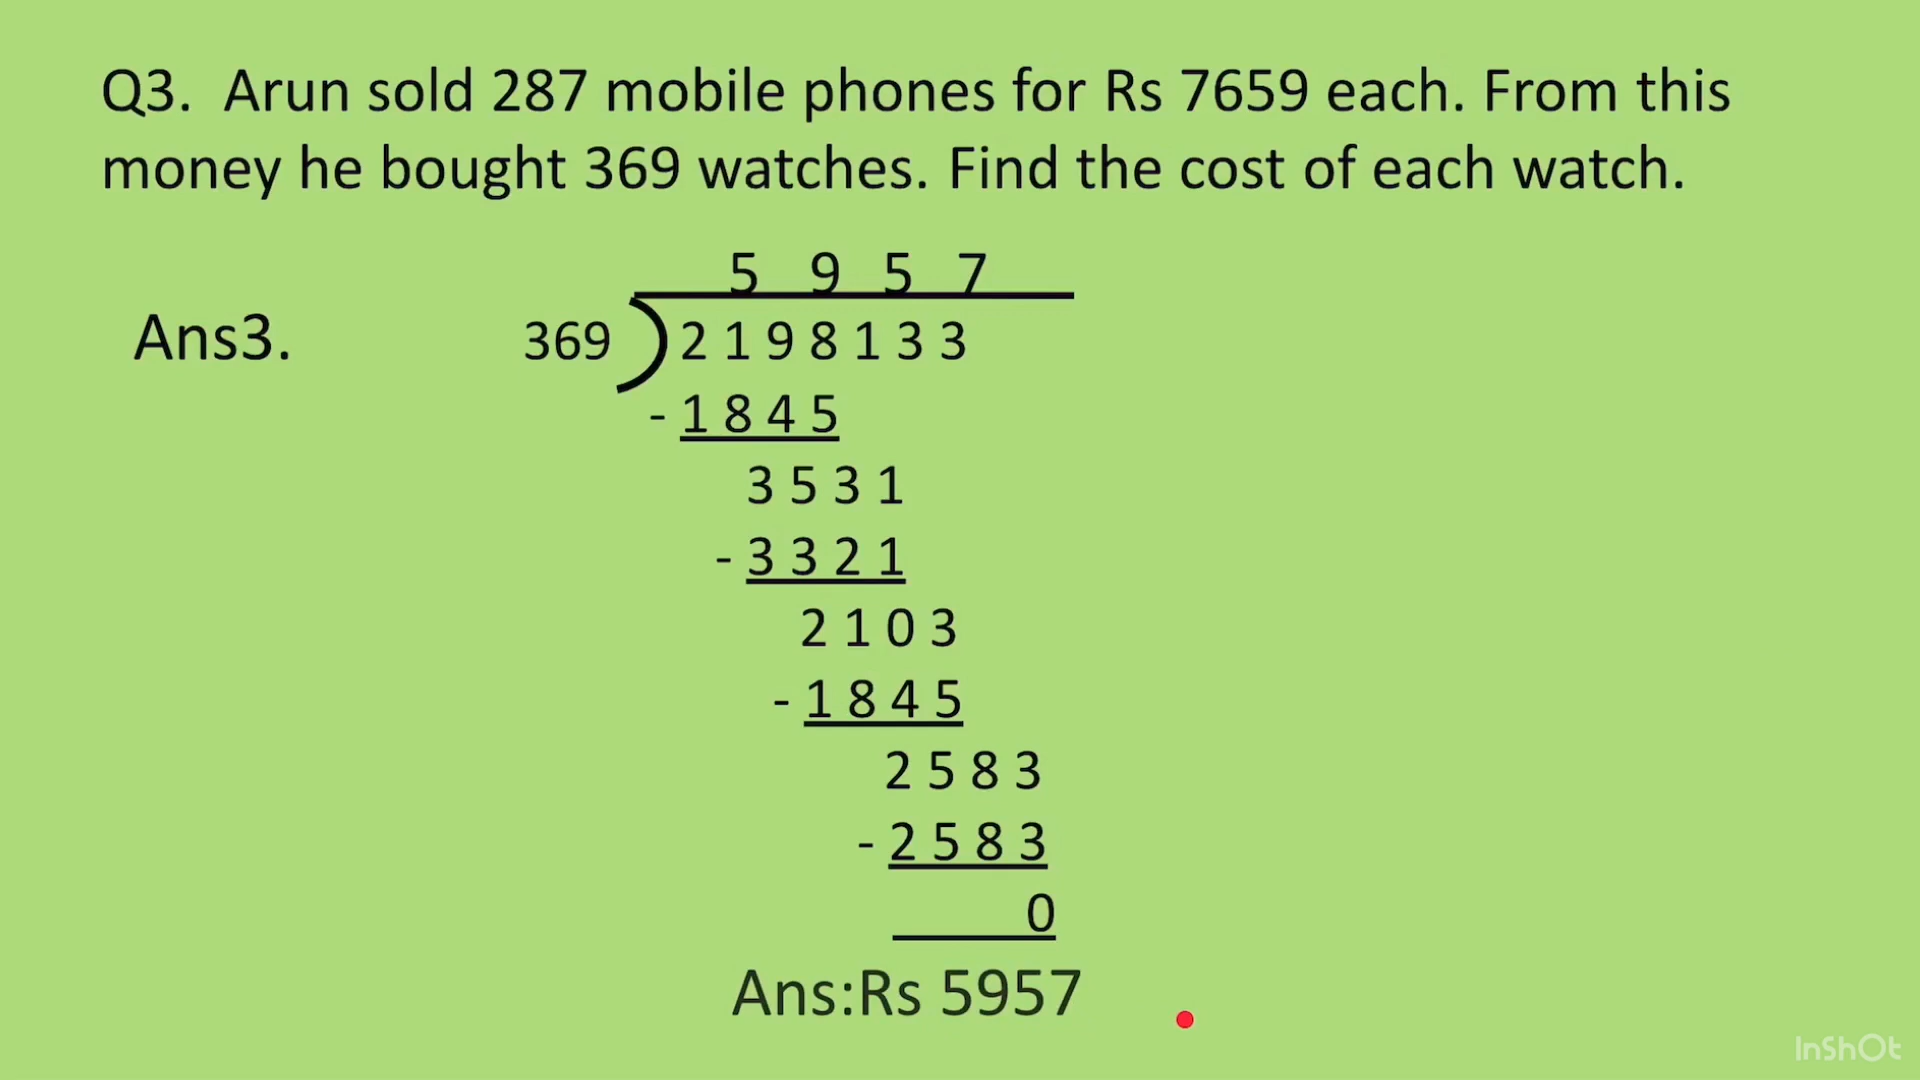 Q3. Arun sold 287 mobile phones for Rs 7659 each. From this
money he bought 369 watches. Find the cost of each watch.
5 9 5 7
Ans3. 369 2 1 9 8 1 3 3
- 1 8 4 5
3 5 3 1
- 3 3 2 1
2 1 0 3
- 1 8 4 5
2 5 8 3
- 2 5 8 3
0
Ans:Rs 5957
InShOt